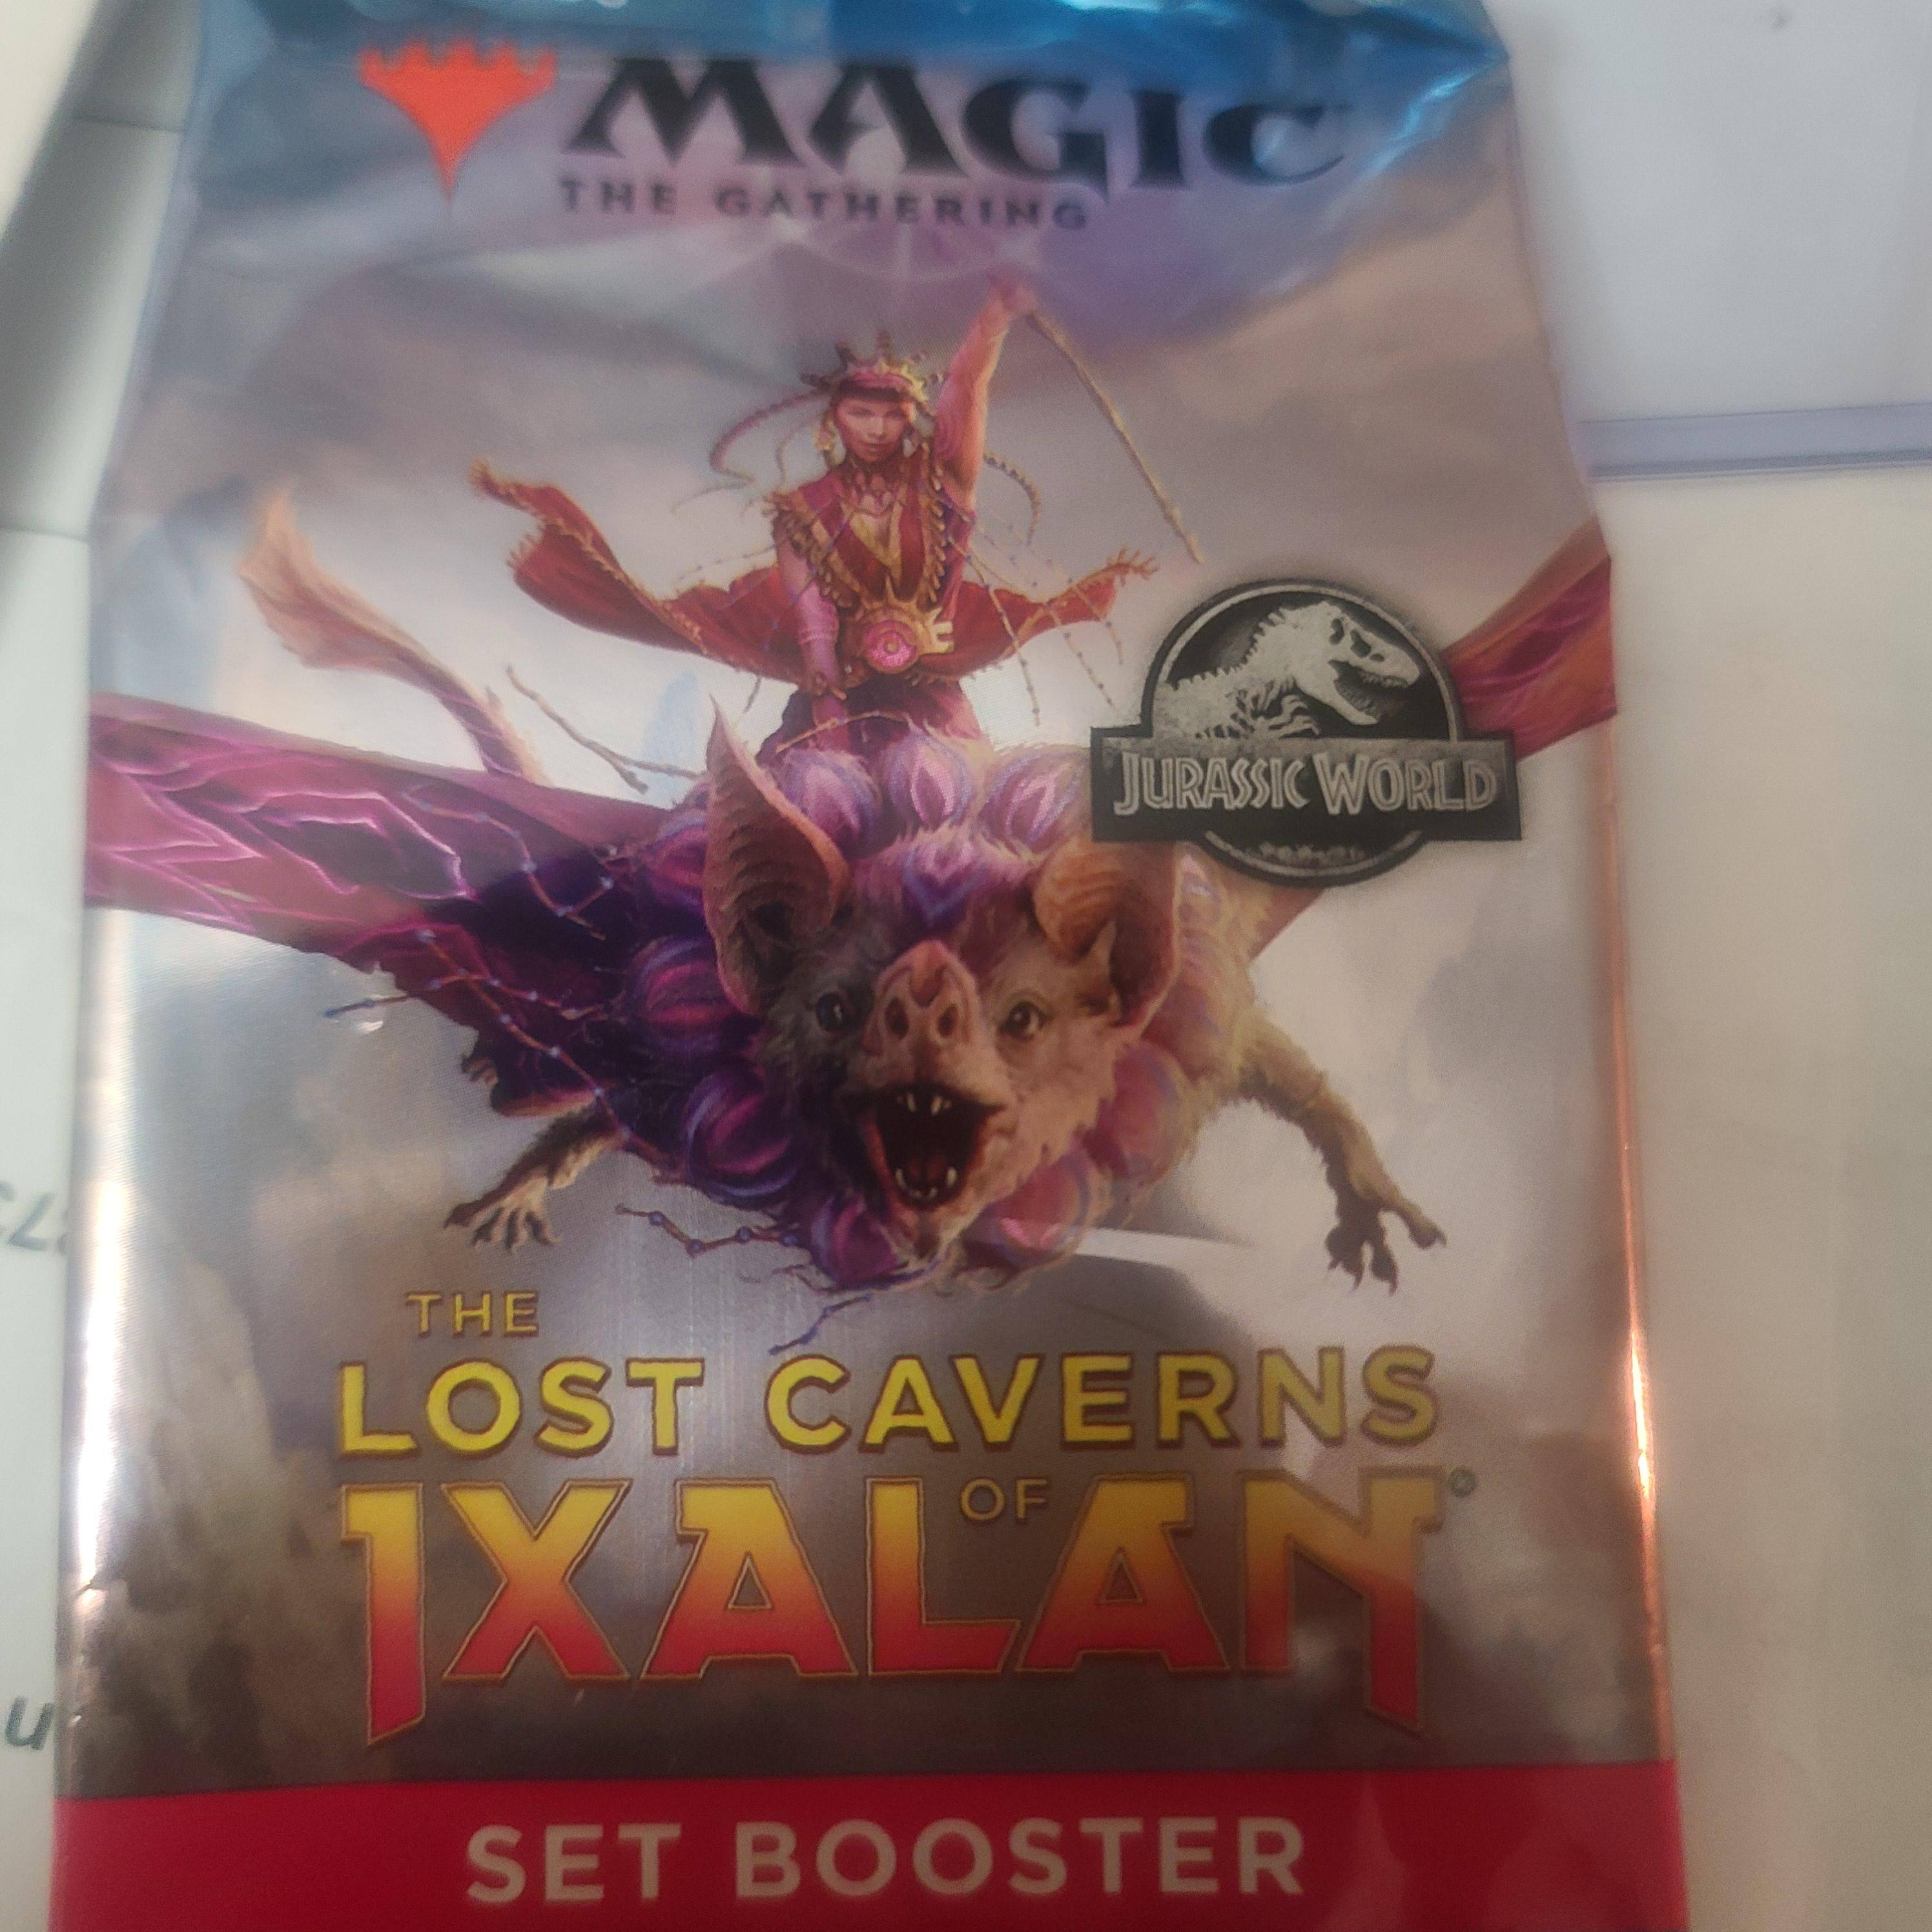 MAGIC
THE GATHERING
JURASSIC WORLD
THE
LOST CAVERNS
OF
IXALAN®
SET BOOSTER